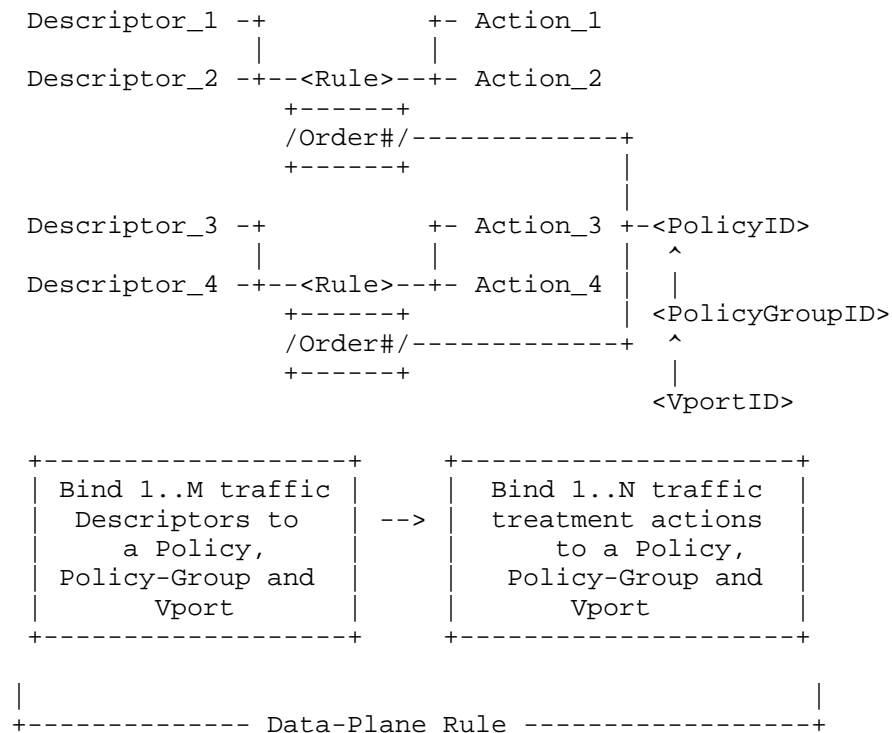 Descriptor_1 -+              +- Action_1
              |              |
Descriptor_2 -+--<Rule>--+- Action_2
                +------+
                /Order#/-------------+
                +------+             |
                                     |
Descriptor_3 -+          +- Action_3 +-<PolicyID>
              |          |           |   ^
Descriptor_4 -+--<Rule>--+- Action_4 |   |
                +------+             | <PolicyGroupID>
                /Order#/-------------+   ^
                +------+                 |
                                       <VportID>

+-------------------+     +---------------------+
| Bind 1..M traffic |     |  Bind 1..N traffic  |
|  Descriptors to   | --> |  treatment actions  |
|     a Policy,     |     |      to a Policy,   |
| Policy-Group and  |     |   Policy-Group and  |
|       Vport       |     |       Vport         |
+-------------------+     +---------------------+

|                                                 |
+-------------- Data-Plane Rule -----------------+